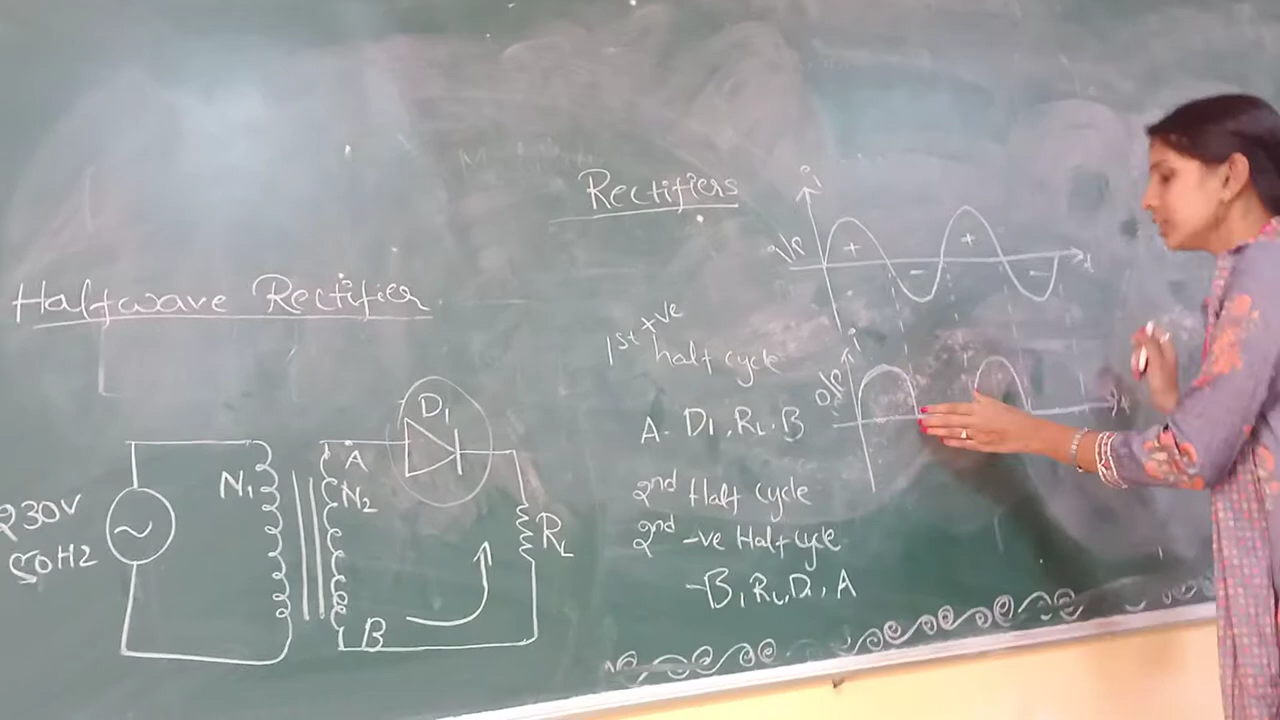 Rectifiers
i
I/P
+
-
+
-
t
Halfwave Rectifier
1st +ve
half cycle
i
O/P
A. D1, RL. B
2nd Half Cycle
2nd -ve Half cycle
-B, RL, D1, A
230V
50HZ
~
N1
A
N2
B
D1
RL